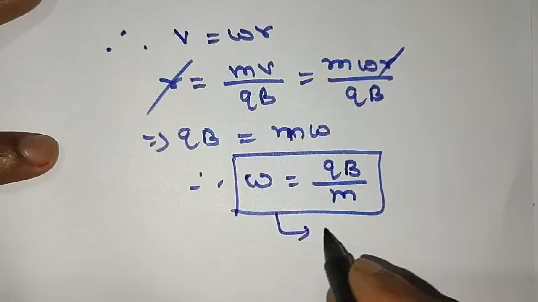 ∴ v = ωr
r = mv/qB = mωr/qB
=> qB = mω
∴ ω = qB/m